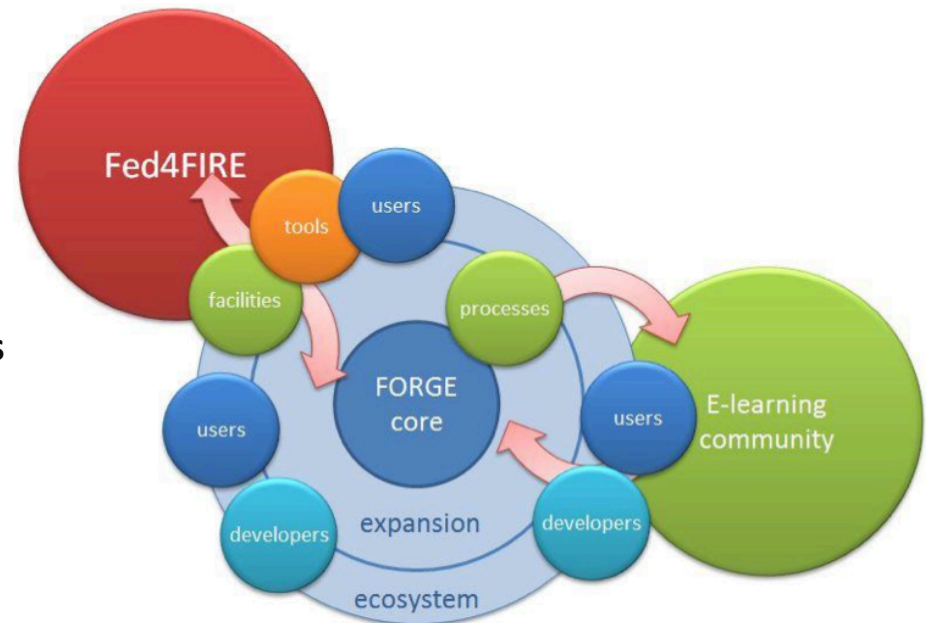 Fed4FIRE
tools
users
facilities
processes
s
FORGE
core
users
users
E-learning
community
expansion
developers
developers
ecosystem